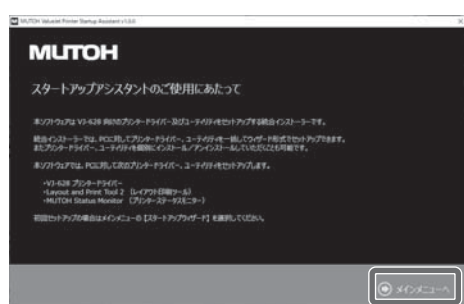 MUTOH ValueJet Printer Startup Assistant v1.0.0
MUTOH
スタートアップアシスタントのご使用にあたって
本ソフトウェアは VJ-628 向けのプリンタードライバー及びユーティリティをセットアップする統合インストーラーです。
統合インストーラーでは、PCに対してプリンタードライバー、ユーティリティを一括してウィザード形式でセットアップできます。
またプリンタードライバー、ユーティリティを個別にインストール/アンインストールしていただくことも可能です。
本ソフトウェアでは、PCに対して次のプリンタードライバー、ユーティリティをセットアップします。
・VJ-628 プリンタードライバー
・Layout and Print Tool 2 (レイアウト印刷ツール)
・MUTOH Status Monitor (プリンターステータスモニター)
初回セットアップの場合はメインメニューの【スタートアップウィザード】を選択してください。
メインメニューへ